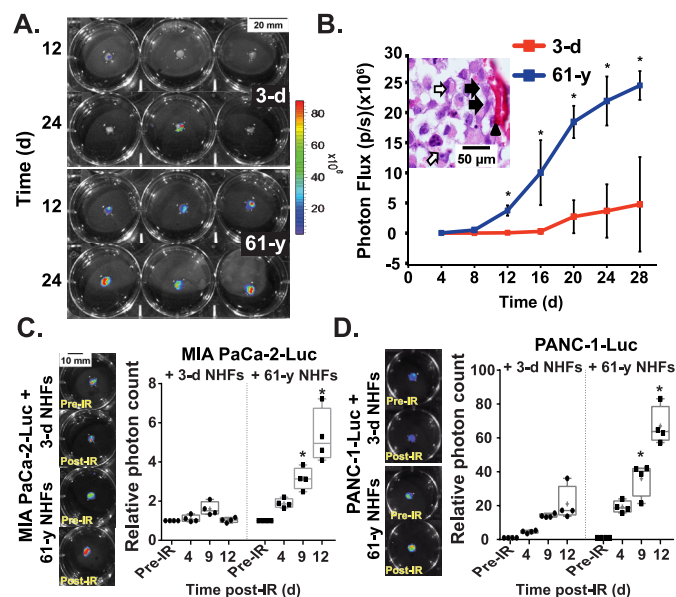 A.
20 mm
12
3-d
24
Time (d)
12
61-y
24
x10⁶
80
60
40
20
B.
3-d
61-y
Photon Flux (p/s)(x10⁶)
30
25
20
15
10
5
0
-5
50 µm
* * * * *
4 8 12 16 20 24 28
Time (d)
C.
10 mm
MIA PaCa-2-Luc +
3-d NHFs
61-y NHFs
Pre-IR
Post-IR
Pre-IR
Post-IR
MIA PaCa-2-Luc
+ 3-d NHFs + 61-y NHFs
Relative photon count
8
6
4
2
0
* *
Pre-IR 4 9 12 Pre-IR 4 9 12
Time post-IR (d)
D.
PANC-1-Luc +
3-d NHFs
61-y NHFs
Pre-IR
Post-IR
Pre-IR
Post-IR
PANC-1-Luc
+ 3-d NHFs + 61-y NHFs
Relative photon count
100
80
60
40
20
0
* *
Pre-IR 4 9 12 Pre-IR 4 9 12
Time post-IR (d)